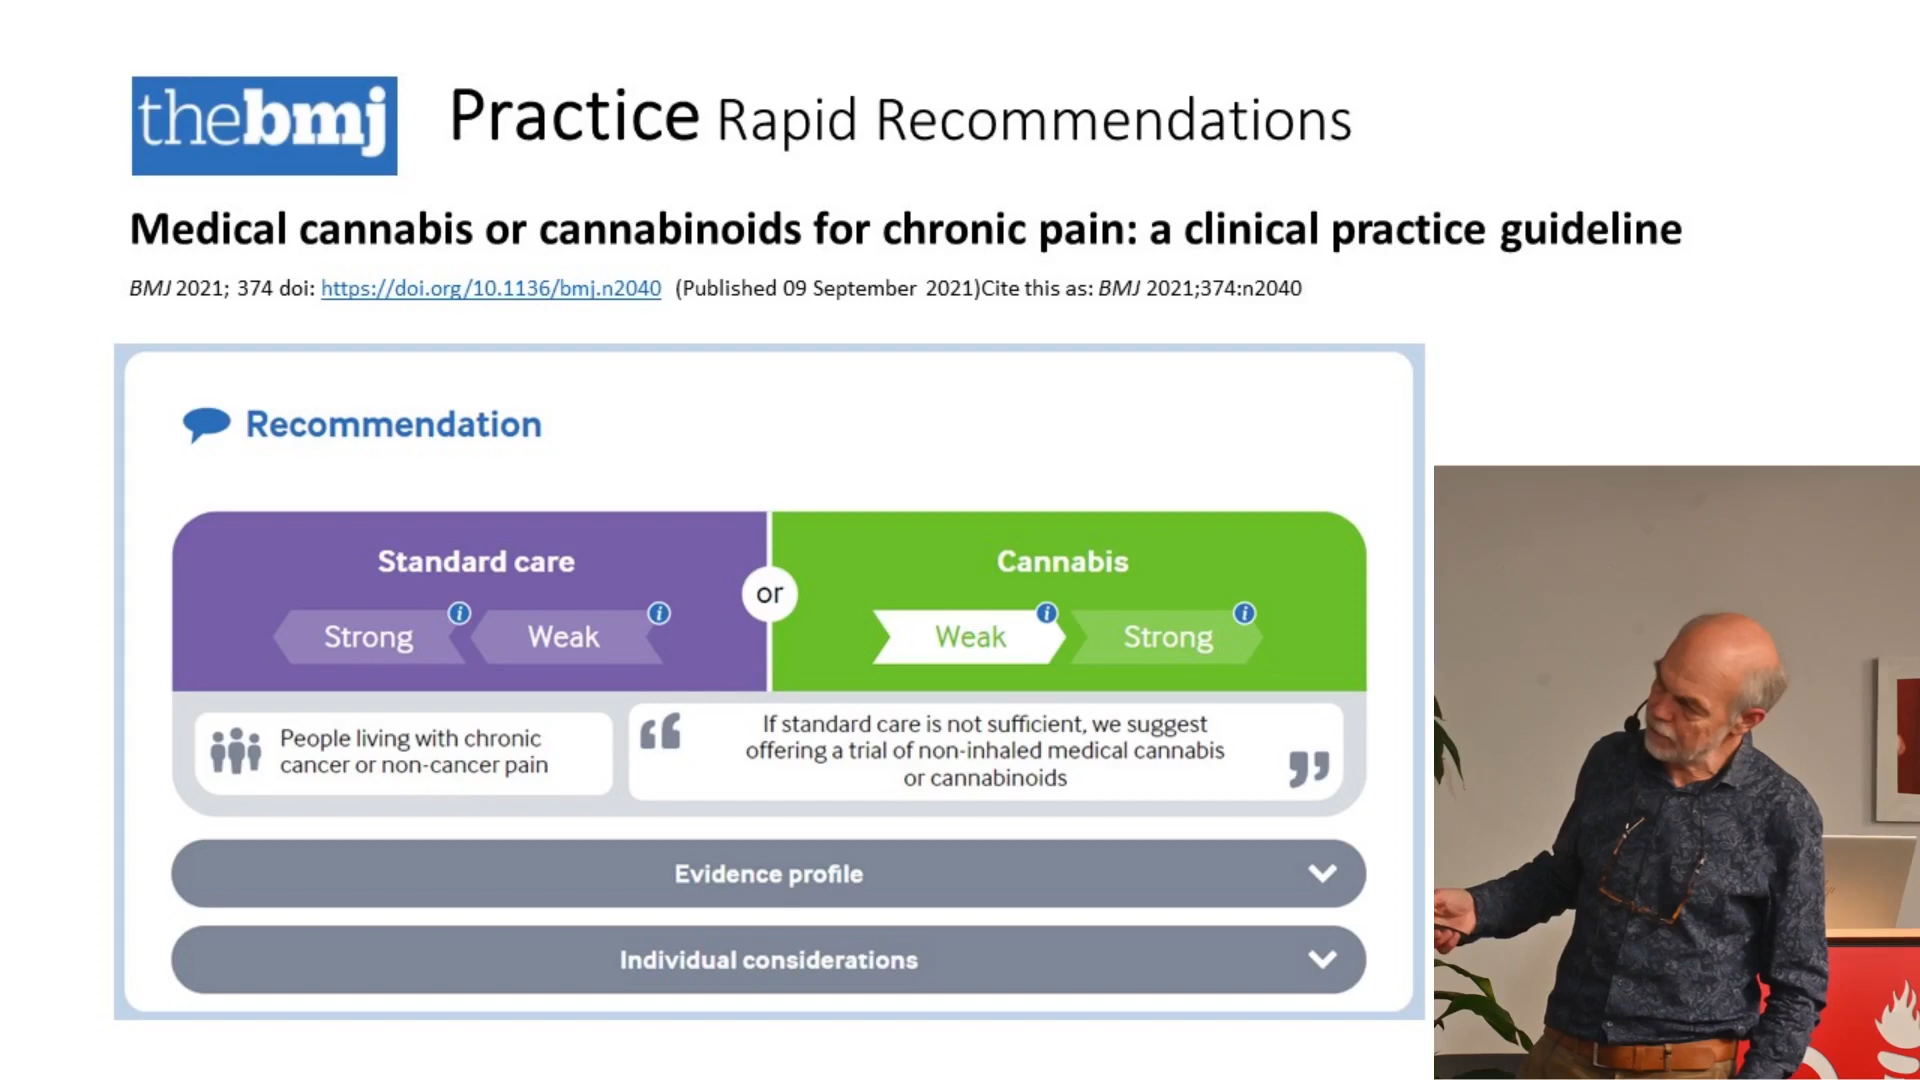 thebmj Practice Rapid Recommendations
Medical cannabis or cannabinoids for chronic pain: a clinical practice guideline
BMJ 2021; 374 doi: https://doi.org/10.1136/bmj.n2040 (Published 09 September 2021)Cite this as: BMJ 2021;374:n2040
Recommendation
Standard care
or
Cannabis
Strong i
Weak i
Weak i
Strong i
People living with chronic
cancer or non-cancer pain
“ If standard care is not sufficient, we suggest
offering a trial of non-inhaled medical cannabis
or cannabinoids ”
Evidence profile
Individual considerations